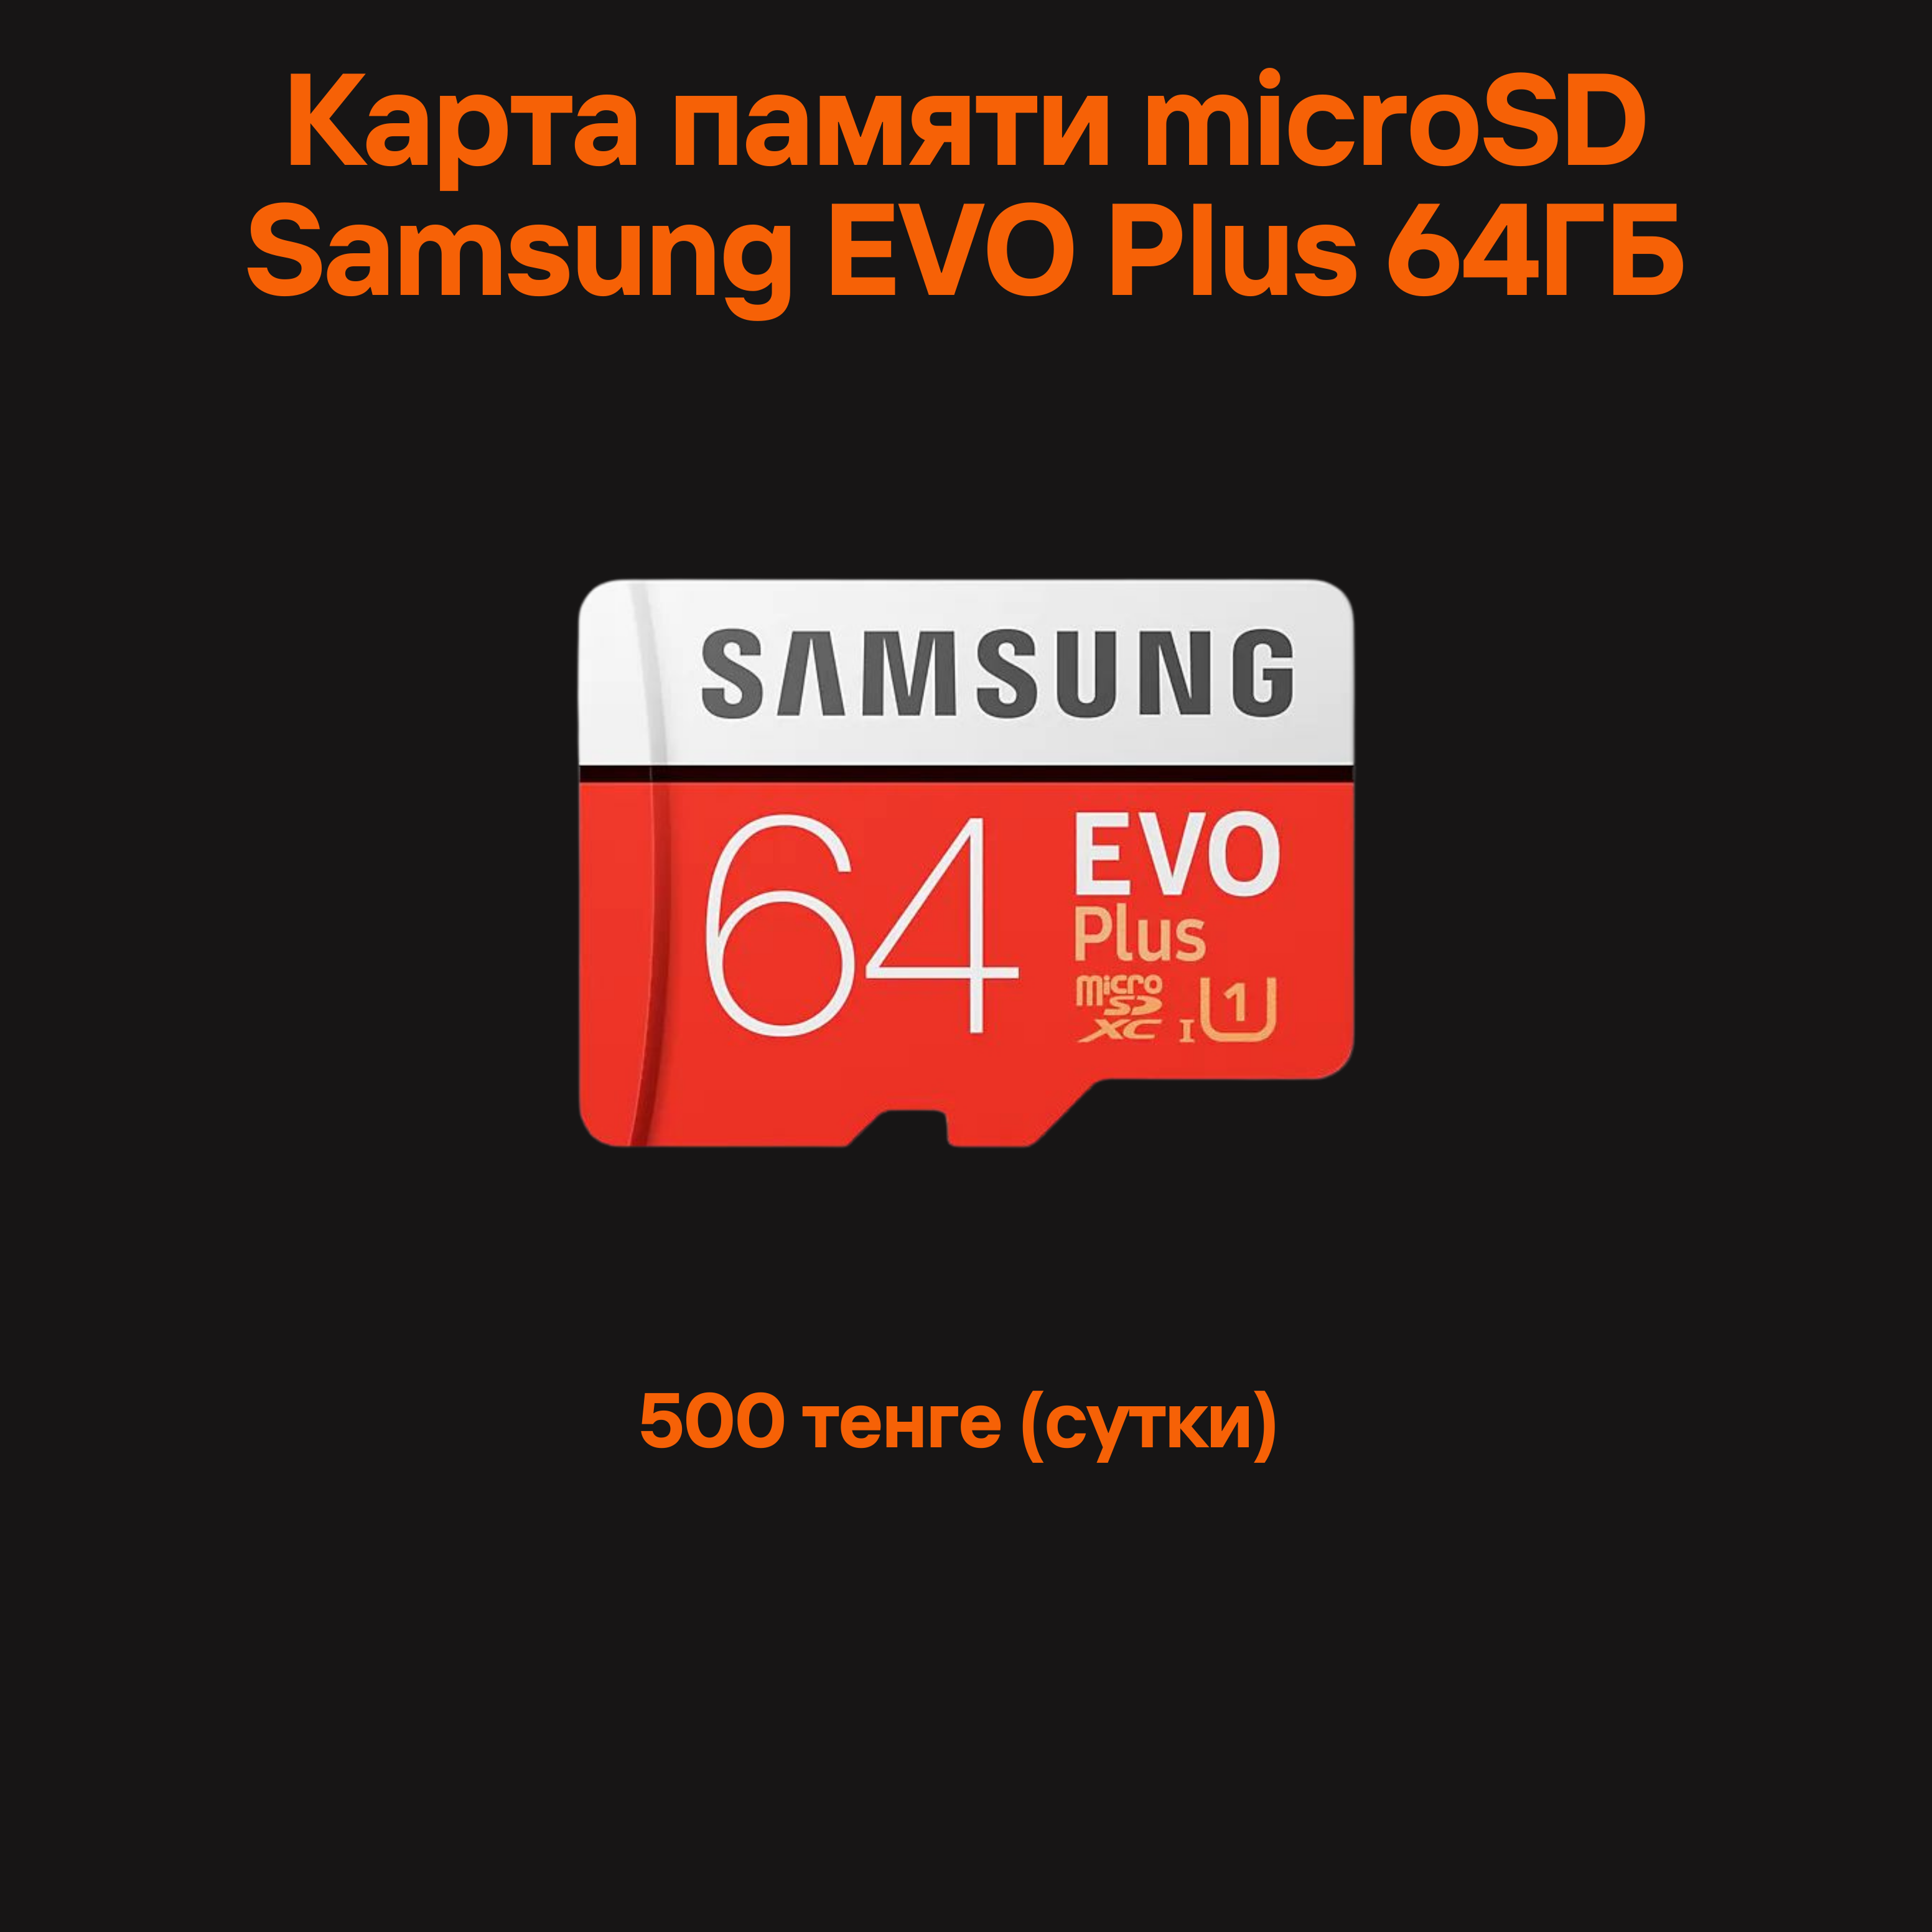 Карта памяти microSD
Samsung EVO Plus 64ГБ
SAMSUNG
64
EVO
Plus
micro
SD
XC I 1
500 тенге (сутки)